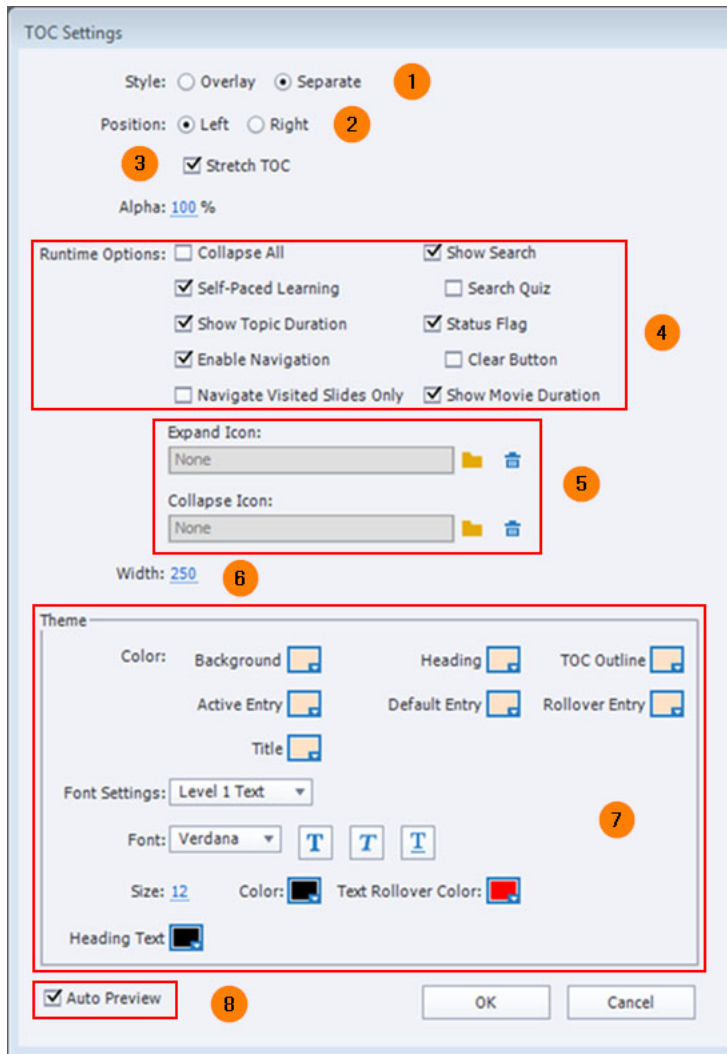 TOC Settings
Style: Overlay Separate 1
Position: Left Right 2
3 Stretch TOC
Alpha: 100 %
Runtime Options: Collapse All Show Search
Self-Paced Learning Search Quiz
Show Topic Duration Status Flag 4
Enable Navigation Clear Button
Navigate Visited Slides Only Show Movie Duration
Expand Icon:
None
5
Collapse Icon:
None
Width: 250 6
Theme
Color: Background Heading TOC Outline
Active Entry Default Entry Rollover Entry
Title
Font Settings: Level 1 Text
7
Font: Verdana T T T
Size: 12 Color: Text Rollover Color:
Heading Text
Auto Preview 8 OK Cancel